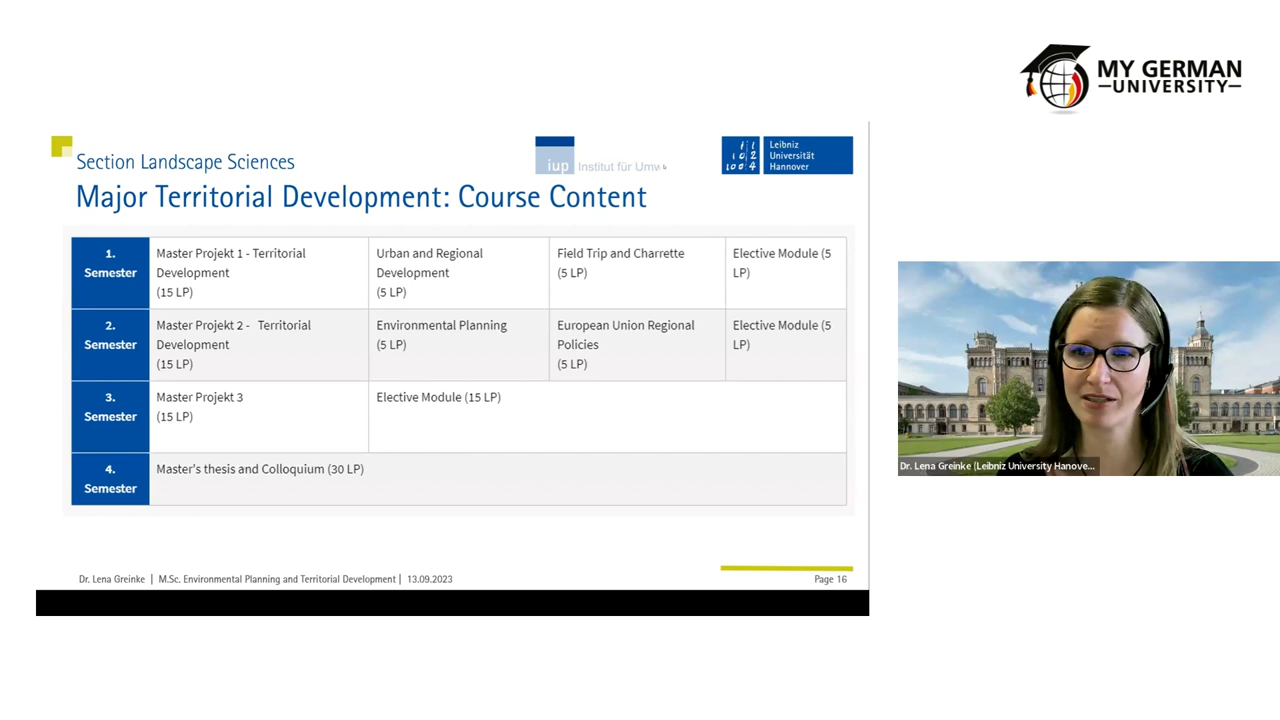 MY GERMAN
UNIVERSITY
Section Landscape Sciences
Major Territorial Development: Course Content
iup Institut für Umw
Leibniz
Universität
Hannover
1.
Semester
Master Projekt 1 - Territorial
Development
(15 LP)
Urban and Regional
Development
(5 LP)
Field Trip and Charrette
(5 LP)
Elective Module (5
LP)
2.
Semester
Master Projekt 2 - Territorial
Development
(15 LP)
Environmental Planning
(5 LP)
European Union Regional
Policies
(5 LP)
Elective Module (5
LP)
3.
Semester
Master Projekt 3
(15 LP)
Elective Module (15 LP)
4.
Semester
Master's thesis and Colloquium (30 LP)
Dr. Lena Greinke | M.Sc. Environmental Planning and Territorial Development | 13.09.2023
Page 16
Dr. Lena Greinke (Leibniz University Hanove...